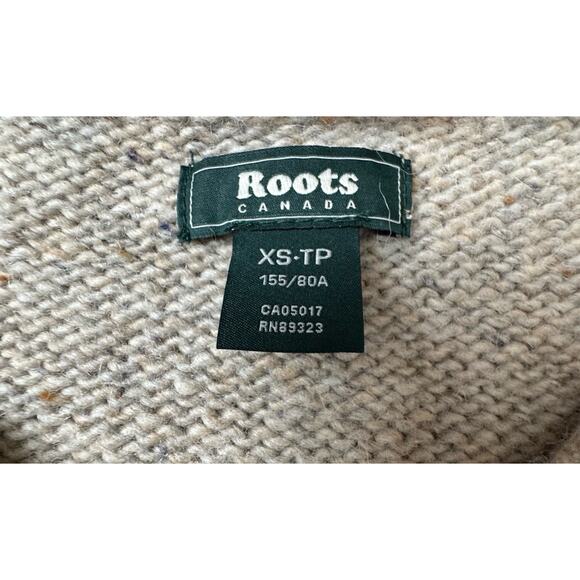 Roots
CANADA
XS·TP
155/80A
CA05017
RN89323